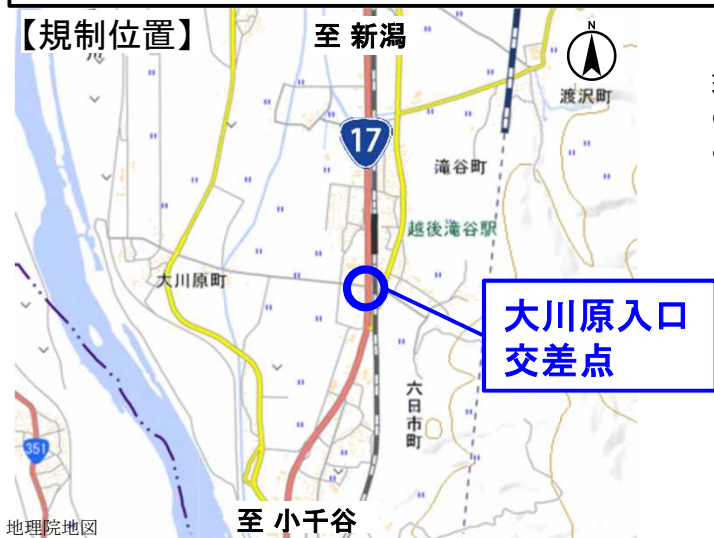 【規制位置】
至 新潟
N
渡沢町
17
滝谷町
越後滝谷駅
大川原町
大川原入口
交差点
六日市町
351
地理院地図
至 小千谷